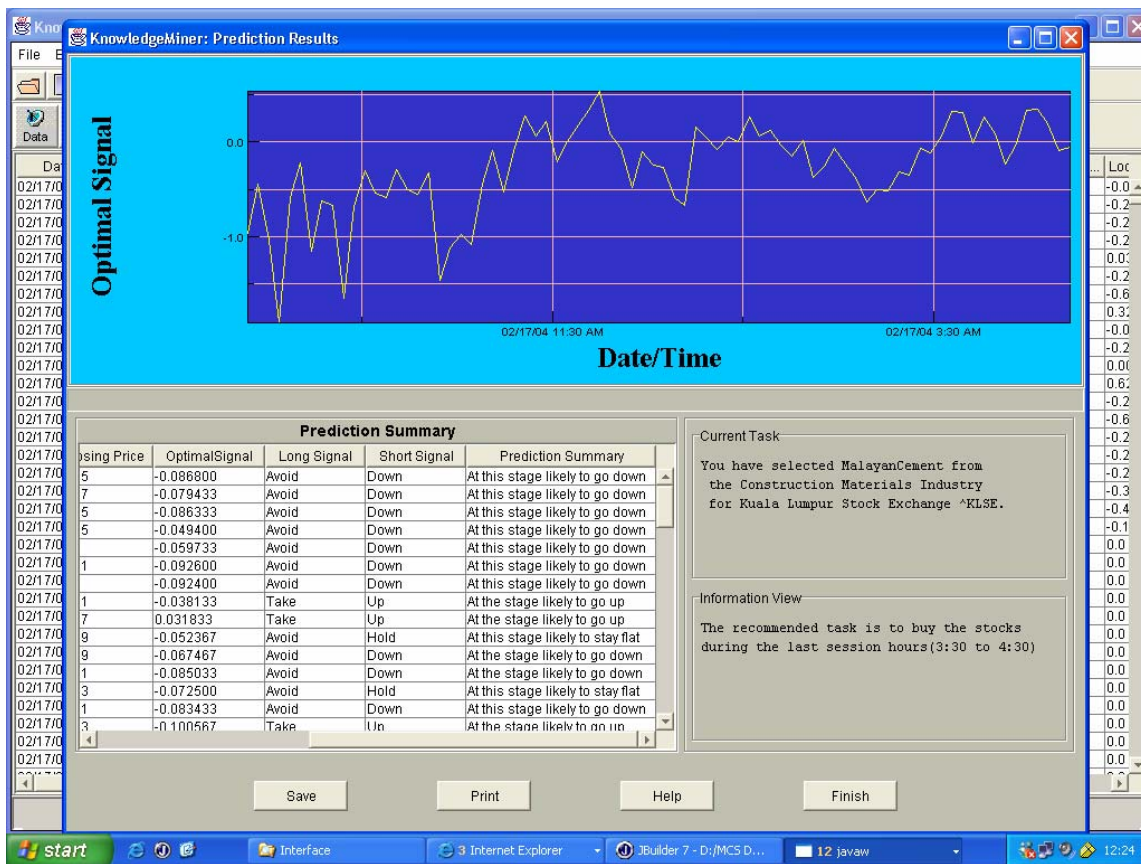 KnowledgeMiner: Prediction Results
File
Data
Optimal Signal
0.0
-1.0
02/17/04 11:30 AM 02/17/04 3:30 AM
Date/Time
Prediction Summary
OptimalSignal Long Signal Short Signal Prediction Summary
5 -0.086800 Avoid Down At this stage likely to go down
7 -0.079433 Avoid Down At this stage likely to go down
5 -0.086333 Avoid Down At this stage likely to go down
5 -0.049400 Avoid Down At this stage likely to go down
-0.059733 Avoid Down At this stage likely to go down
1 -0.092600 Avoid Down At this stage likely to go down
-0.092400 Avoid Down At this stage likely to go down
1 -0.038133 Take Up At the stage likely to go up
7 0.031833 Take Up At the stage likely to go up
9 -0.052367 Avoid Hold At this stage likely to stay flat
9 -0.067467 Avoid Down At the stage likely to go down
1 -0.085033 Avoid Down At the stage likely to go down
3 -0.072500 Avoid Hold At this stage likely to stay flat
1 -0.083433 Avoid Down At this stage likely to go down
3 -0.100567 Take Up At the stage likely to go up
Current Task
You have selected MalayanCement from
the Construction Materials Industry
for Kuala Lumpur Stock Exchange ^KLSE.
Information View
The recommended task is to buy the stocks
during the last session hours(3:30 to 4:30)
Save Print Help Finish
start Interface 3 Internet Explorer JBuilder 7 - D:/MCS D... 12 javaw 12:24